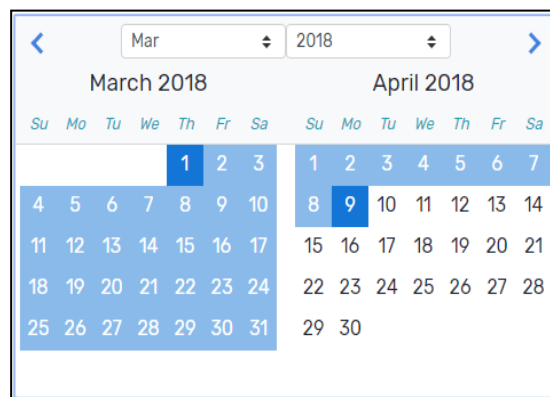 Mar 2018
March 2018 April 2018
Su Mo Tu We Th Fr Sa Su Mo Tu We Th Fr Sa
1 2 3 1 2 3 4 5 6 7
4 5 6 7 8 9 10 8 9 10 11 12 13 14
11 12 13 14 15 16 17 15 16 17 18 19 20 21
18 19 20 21 22 23 24 22 23 24 25 26 27 28
25 26 27 28 29 30 31 29 30